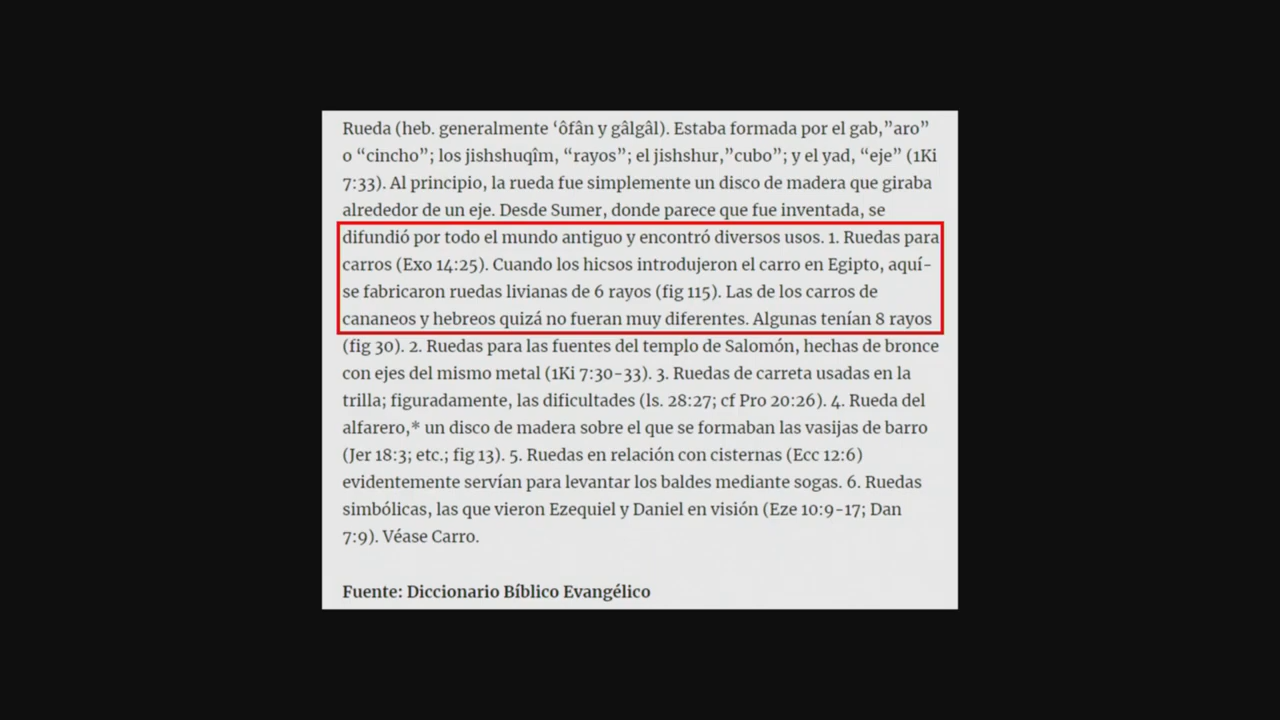 Rueda (heb. generalmente ‘ôfân y gâlgâl). Estaba formada por el gab,”aro”
o “cincho”; los jishshuqîm, “rayos”; el jishshur,”cubo”; y el yad, “eje” (1Ki
7:33). Al principio, la rueda fue simplemente un disco de madera que giraba
alrededor de un eje. Desde Sumer, donde parece que fue inventada, se
difundió por todo el mundo antiguo y encontró diversos usos. 1. Ruedas para
carros (Exo 14:25). Cuando los hicsos introdujeron el carro en Egipto, aquí-
se fabricaron ruedas livianas de 6 rayos (fig 115). Las de los carros de
cananeos y hebreos quizá no fueran muy diferentes. Algunas tenían 8 rayos
(fig 30). 2. Ruedas para las fuentes del templo de Salomón, hechas de bronce
con ejes del mismo metal (1Ki 7:30-33). 3. Ruedas de carreta usadas en la
trilla; figuradamente, las dificultades (ls. 28:27; cf Pro 20:26). 4. Rueda del
alfarero,* un disco de madera sobre el que se formaban las vasijas de barro
(Jer 18:3; etc.; fig 13). 5. Ruedas en relación con cisternas (Ecc 12:6)
evidentemente servían para levantar los baldes mediante sogas. 6. Ruedas
simbólicas, las que vieron Ezequiel y Daniel en visión (Eze 10:9-17; Dan
7:9). Véase Carro.
Fuente: Diccionario Bíblico Evangélico